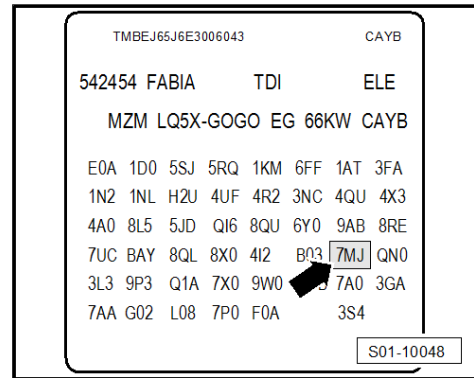 TMBEJ65J6E3006043 CAYB
542454 FABIA TDI ELE
MZM LQ5X-GOGO EG 66KW CAYB
E0A 1D0 5SJ 5RQ 1KM 6FF 1AT 3FA
1N2 1NL H2U 4UF 4R2 3NC 4QU 4X3
4A0 8L5 5JD QI6 8QU 6Y0 9AB 8RE
7UC BAY 8QL 8X0 4I2 B03 7MJ QN0
3L3 9P3 Q1A 7X0 9W0 7A0 3GA
7AA G02 L08 7P0 F0A 3S4
S01-10048